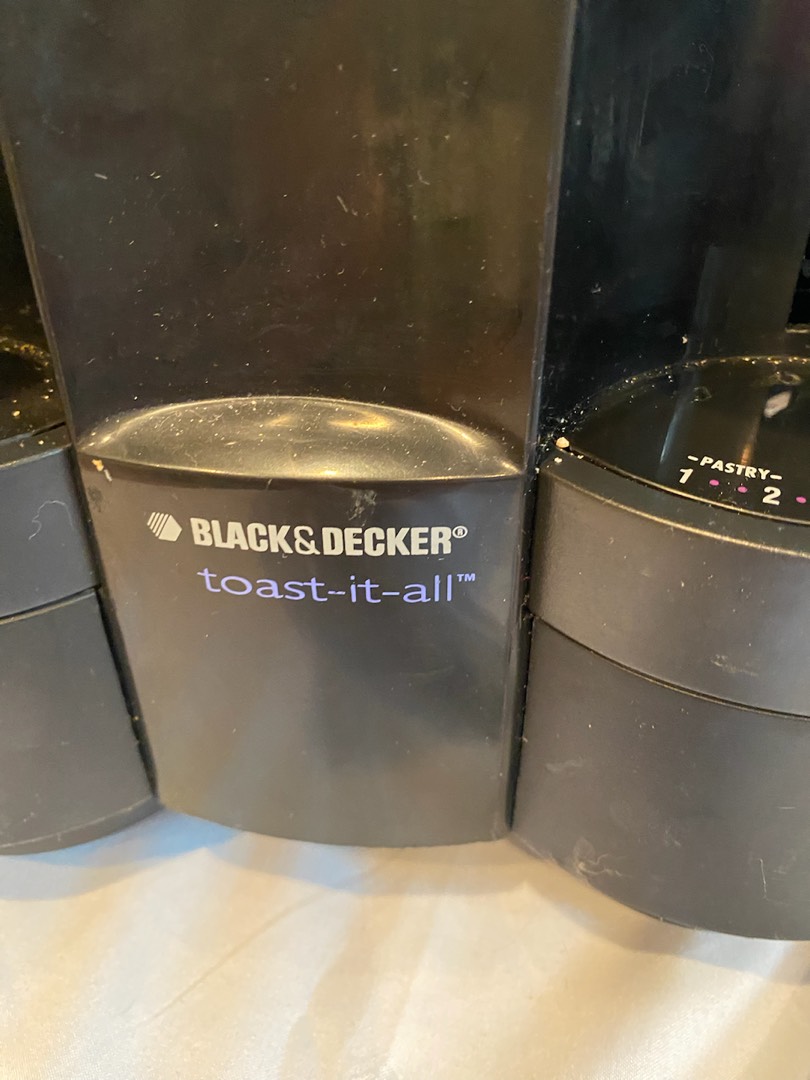 BLACK&DECKER®
toast-it-all™
-PASTRY-
1 • • 2 •